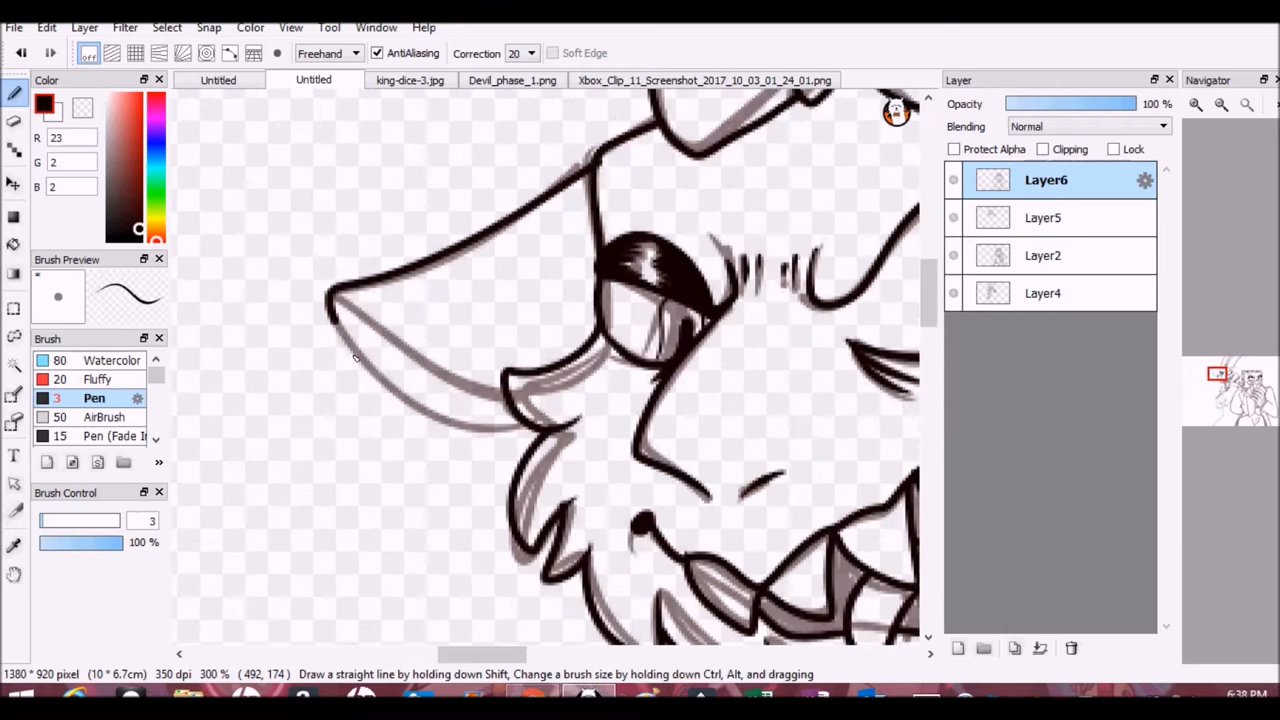 File Edit Layer Filter Select Snap Color View Tool Window Help
off Freehand AntiAliasing Correction 20 Soft Edge
Color Untitled Untitled king-dice-3.jpg Devil_phase_1.png Xbox_Clip_11_Screenshot_2017_10_03_01_24_01.png Layer Navigator
Opacity 100 %
Blending Normal
R 23
Protect Alpha Clipping Lock
G 2
B 2
Layer6
Layer5
Brush Preview
Layer2
*
Layer4
Brush
80 Watercolor
20 Fluffy
3 Pen
50 AirBrush
15 Pen (Fade In
Brush Control
3
100 %
1380 * 920 pixel (10 * 6.7cm) 350 dpi 300 % ( 492, 174 ) Draw a straight line by holding down Shift, Change a brush size by holding down Ctrl, Alt, and dragging
6:38 PM